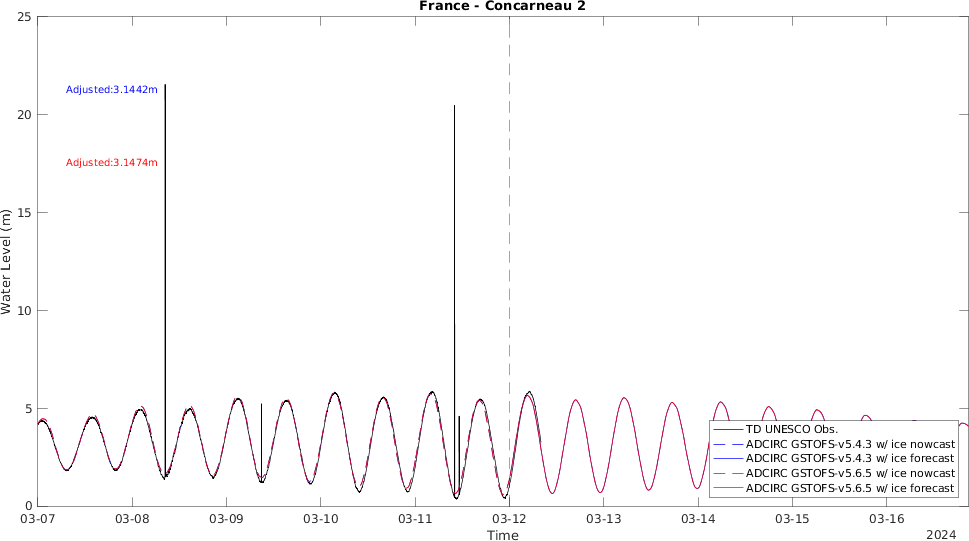 France - Concarneau 2
Water Level (m)
25
20
15
10
5
0
Adjusted:3.1442m
Adjusted:3.1474m
TD UNESCO Obs.
ADCIRC GSTOFS-v5.4.3 w/ ice nowcast
ADCIRC GSTOFS-v5.4.3 w/ ice forecast
ADCIRC GSTOFS-v5.6.5 w/ ice nowcast
ADCIRC GSTOFS-v5.6.5 w/ ice forecast
03-07 03-08 03-09 03-10 03-11 03-12 03-13 03-14 03-15 03-16
Time
2024